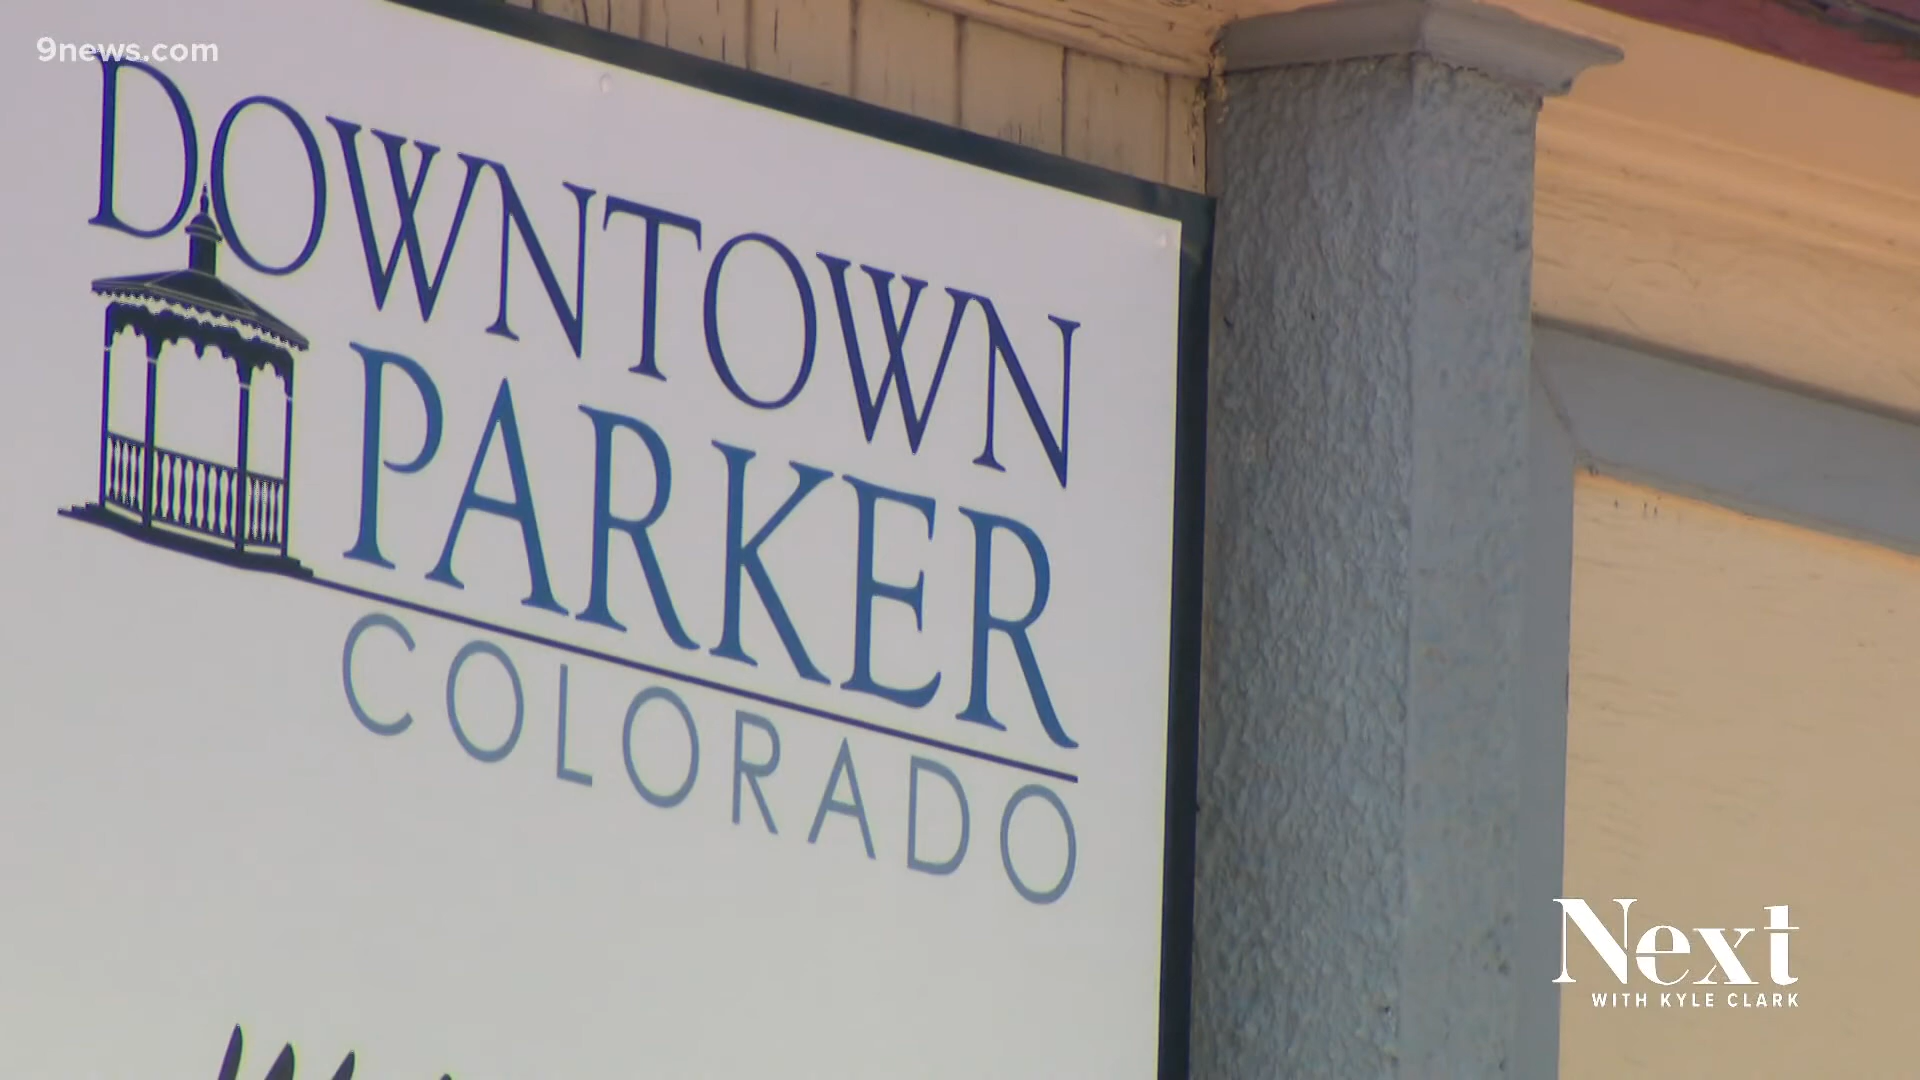 9news.com
DOWNTOWN
PARKER
COLORADO
Next
WITH KYLE CLARK